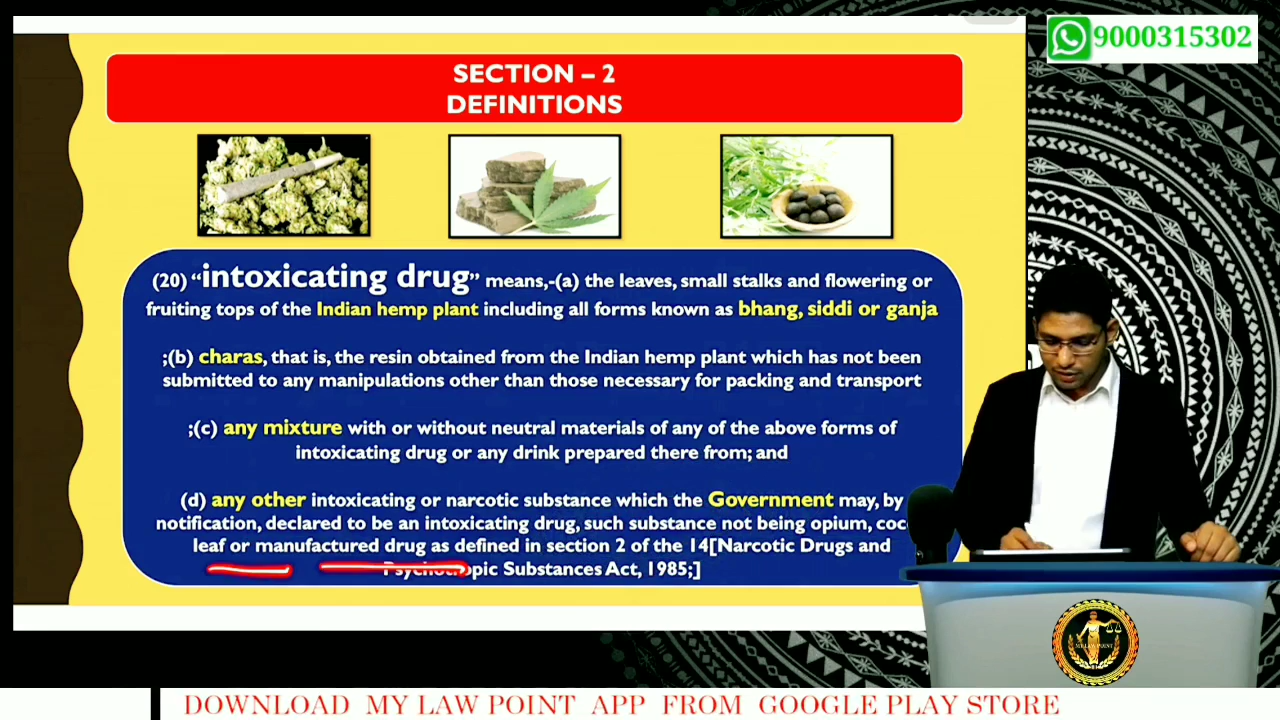 9000315302
SECTION – 2
DEFINITIONS
(20) “intoxicating drug” means,-(a) the leaves, small stalks and flowering or
fruiting tops of the Indian hemp plant including all forms known as bhang, siddi or ganja
;(b) charas, that is, the resin obtained from the Indian hemp plant which has not been
submitted to any manipulations other than those necessary for packing and transport
;(c) any mixture with or without neutral materials of any of the above forms of
intoxicating drug or any drink prepared there from; and
(d) any other intoxicating or narcotic substance which the Government may, by
notification, declared to be an intoxicating drug, such substance not being opium,
leaf or manufactured drug as defined in section 2 of the 14[Narcotic Drugs and
Psychotropic Substances Act, 1985;]
MY LAW POINT
DOWNLOAD MY LAW POINT APP FROM GOOGLE PLAY STORE